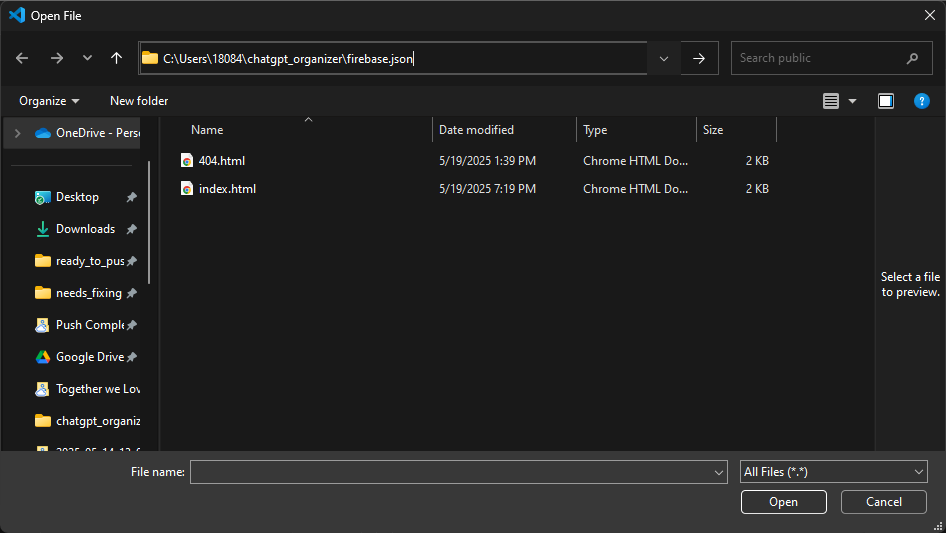 Open File
C:\Users\18084\chatgpt_organizer\firebase.json
Search public
Organize
New folder
Name
Date modified
Type
Size
OneDrive - Perso
404.html
5/19/2025 1:39 PM
Chrome HTML Do...
2 KB
index.html
5/19/2025 7:19 PM
Chrome HTML Do...
2 KB
Desktop
Downloads
ready_to_pus
needs_fixing
Push Comple
Google Drive
Together we Lov
chatgpt_organiz
Select a file
to preview.
File name:
All Files (*.*)
Open
Cancel